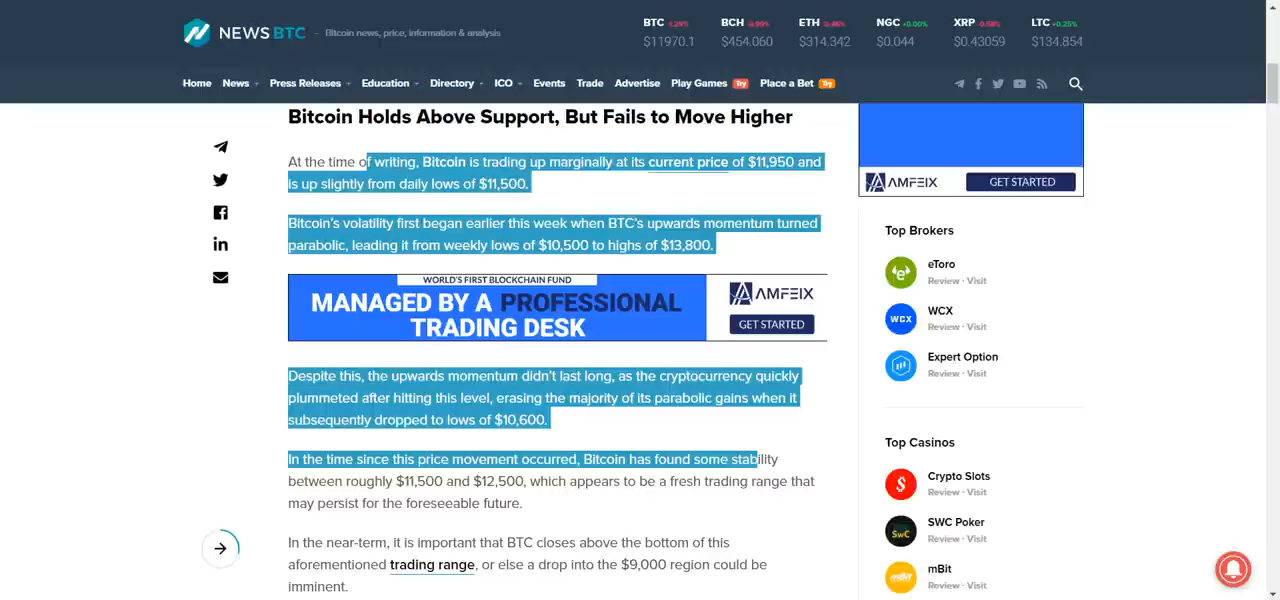 NEWS BTC – Bitcoin news, price, information & analysis
BTC -1.29% BCH -0.99% ETH -0.46% NGC +0.00% XRP -0.58% LTC +0.25%
$11970.1 $454.060 $314.342 $0.044 $0.43059 $134.854
Home News Press Releases Education Directory ICO Events Trade Advertise Play Games Try Place a Bet Try
Bitcoin Holds Above Support, But Fails to Move Higher
At the time of writing, Bitcoin is trading up marginally at its current price of $11,950 and
is up slightly from daily lows of $11,500.
Bitcoin's volatility first began earlier this week when BTC's upwards momentum turned
parabolic, leading it from weekly lows of $10,500 to highs of $13,800.
WORLD'S FIRST BLOCKCHAIN FUND
MANAGED BY A PROFESSIONAL
TRADING DESK
AMFEIX
GET STARTED
Despite this, the upwards momentum didn't last long, as the cryptocurrency quickly
plummeted after hitting this level, erasing the majority of its parabolic gains when it
subsequently dropped to lows of $10,600.
In the time since this price movement occurred, Bitcoin has found some stability
between roughly $11,500 and $12,500, which appears to be a fresh trading range that
may persist for the foreseeable future.
In the near-term, it is important that BTC closes above the bottom of this
aforementioned trading range, or else a drop into the $9,000 region could be
imminent.
AMFEIX GET STARTED
Top Brokers
eToro
Review · Visit
WCX
WCX
Review · Visit
Expert Option
Review · Visit
Top Casinos
Crypto Slots
Review · Visit
SwC
SWC Poker
Review · Visit
mBit
mBit
Review · Visit